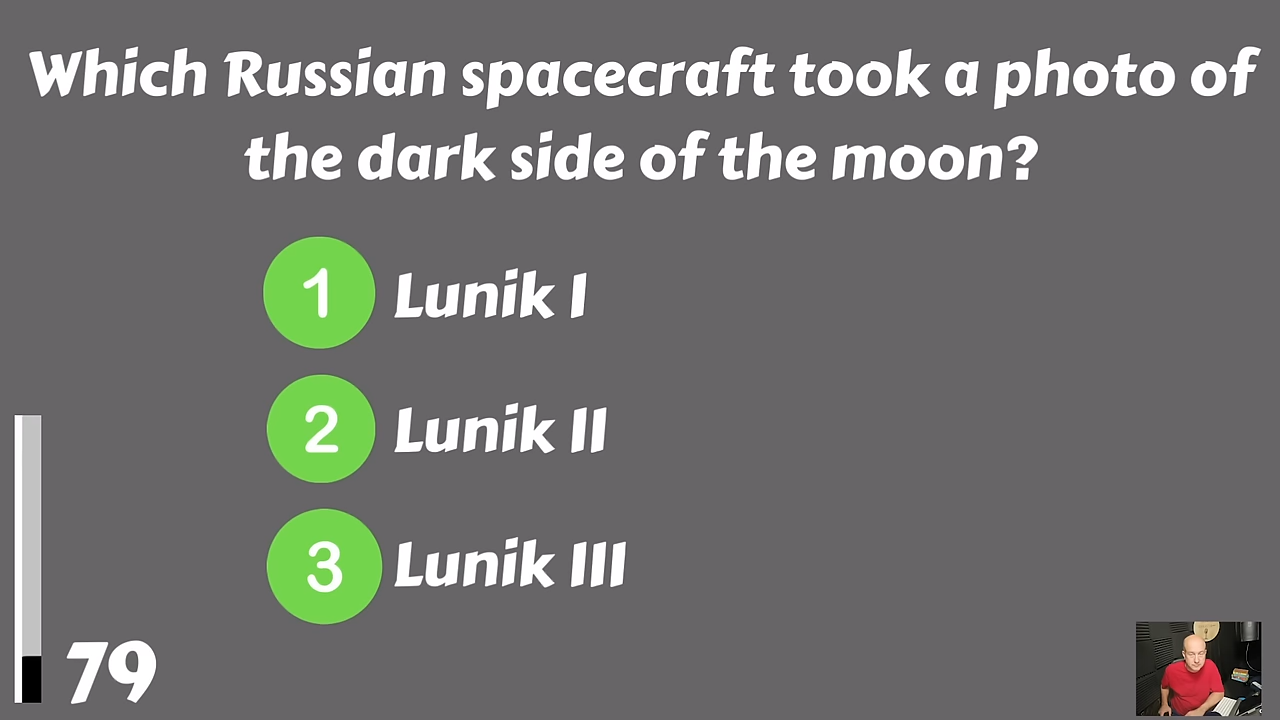 Which Russian spacecraft took a photo of
the dark side of the moon?
1 Lunik I
2 Lunik II
3 Lunik III
79